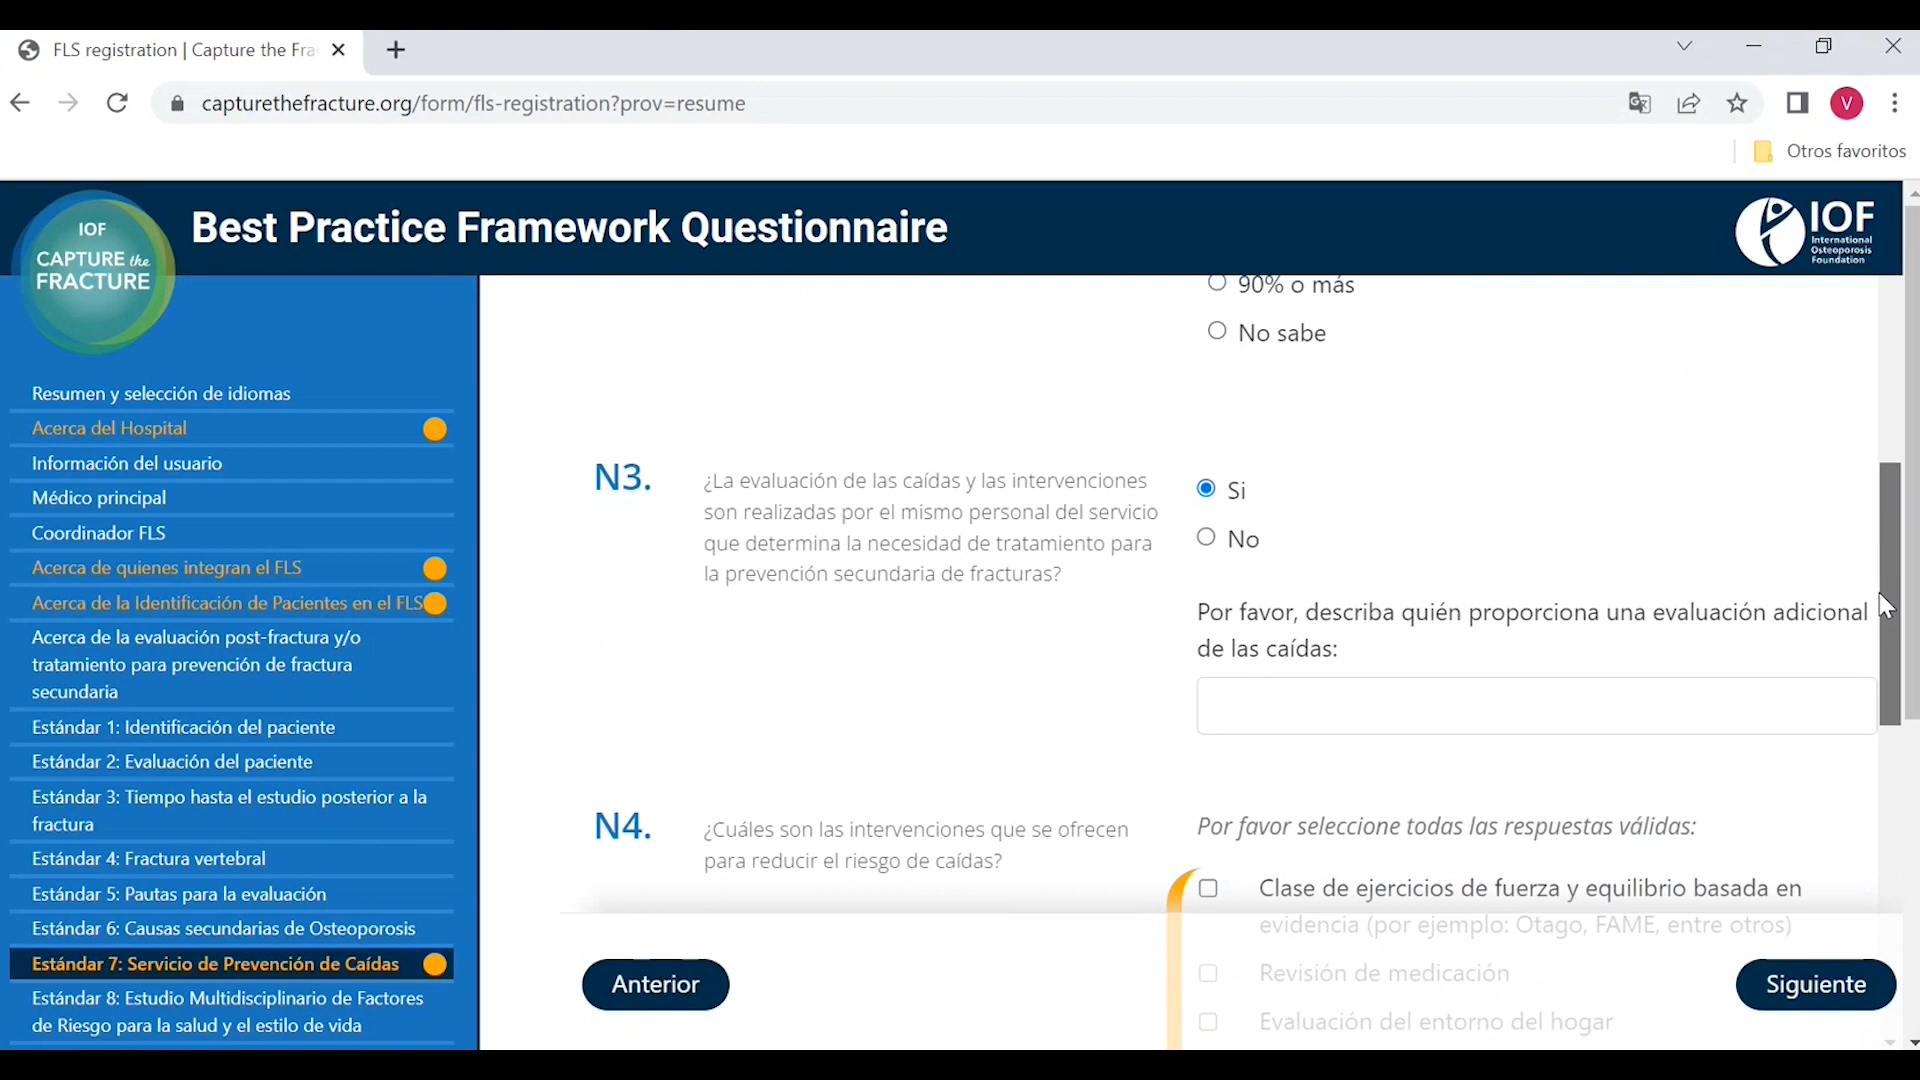 FLS registration | Capture the Fra
capturethefracture.org/form/fls-registration?prov=resume
V
Otros favoritos
IOF
CAPTURE the
FRACTURE
Best Practice Framework Questionnaire
IOF
International
Osteoporosis
Foundation
Resumen y selección de idiomas
Acerca del Hospital
Información del usuario
Médico principal
Coordinador FLS
Acerca de quienes integran el FLS
Acerca de la Identificación de Pacientes en el FLS
Acerca de la evaluación post-fractura y/o
tratamiento para prevención de fractura
secundaria
Estándar 1: Identificación del paciente
Estándar 2: Evaluación del paciente
Estándar 3: Tiempo hasta el estudio posterior a la
fractura
Estándar 4: Fractura vertebral
Estándar 5: Pautas para la evaluación
Estándar 6: Causas secundarias de Osteoporosis
Estándar 7: Servicio de Prevención de Caídas
Estándar 8: Estudio Multidisciplinario de Factores
de Riesgo para la salud y el estilo de vida
90% o más
No sabe
N3.
¿La evaluación de las caídas y las intervenciones
son realizadas por el mismo personal del servicio
que determina la necesidad de tratamiento para
la prevención secundaria de fracturas?
Si
No
Por favor, describa quién proporciona una evaluación adicional
de las caídas:
N4.
¿Cuáles son las intervenciones que se ofrecen
para reducir el riesgo de caídas?
Por favor seleccione todas las respuestas válidas:
Clase de ejercicios de fuerza y equilibrio basada en
evidencia (por ejemplo: Otago, FAME, entre otros)
Revisión de medicación
Evaluación del entorno del hogar
Anterior
Siguiente